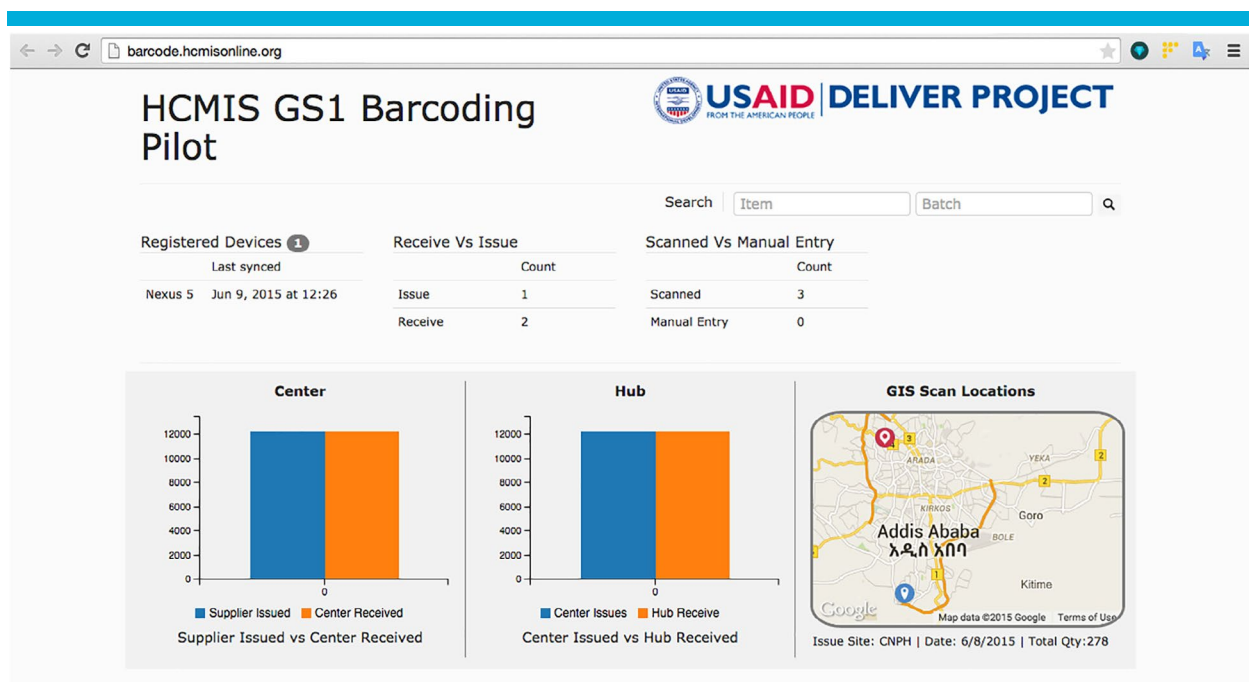 barcode.hcmisonline.org
HCMIS GS1 Barcoding
Pilot
USAID DELIVER PROJECT
FROM THE AMERICAN PEOPLE
Search Item Batch
Registered Devices 1
Last synced
Nexus 5 Jun 9, 2015 at 12:26
Receive Vs Issue
Count
Issue 1
Receive 2
Scanned Vs Manual Entry
Count
Scanned 3
Manual Entry 0
Center
12000
10000
8000
6000
4000
2000
0
0
Supplier Issued Center Received
Supplier Issued vs Center Received
Hub
12000
10000
8000
6000
4000
2000
0
0
Center Issues Hub Receive
Center Issued vs Hub Received
GIS Scan Locations
4 3
ARADA
VEKA
2
2
KIRKOS
Goro
Addis Ababa
BOLE
አዲስ አበባ
1
Kitime
Google
Map data ©2015 Google Terms of Use
Issue Site: CNPH | Date: 6/8/2015 | Total Qty:278